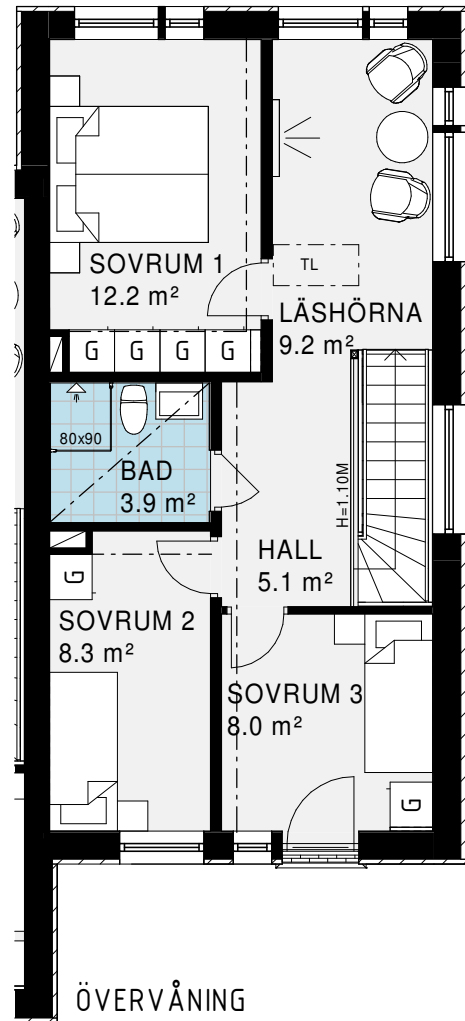 SOVRUM 1
12.2 m²
TL
LÄSHÖRNA
9.2 m²
G G G G
80x90
BAD
3.9 m²
H=1.10M
HALL
5.1 m²
G
SOVRUM 2
8.3 m²
SOVRUM 3
8.0 m²
G
ÖVERVÅNING